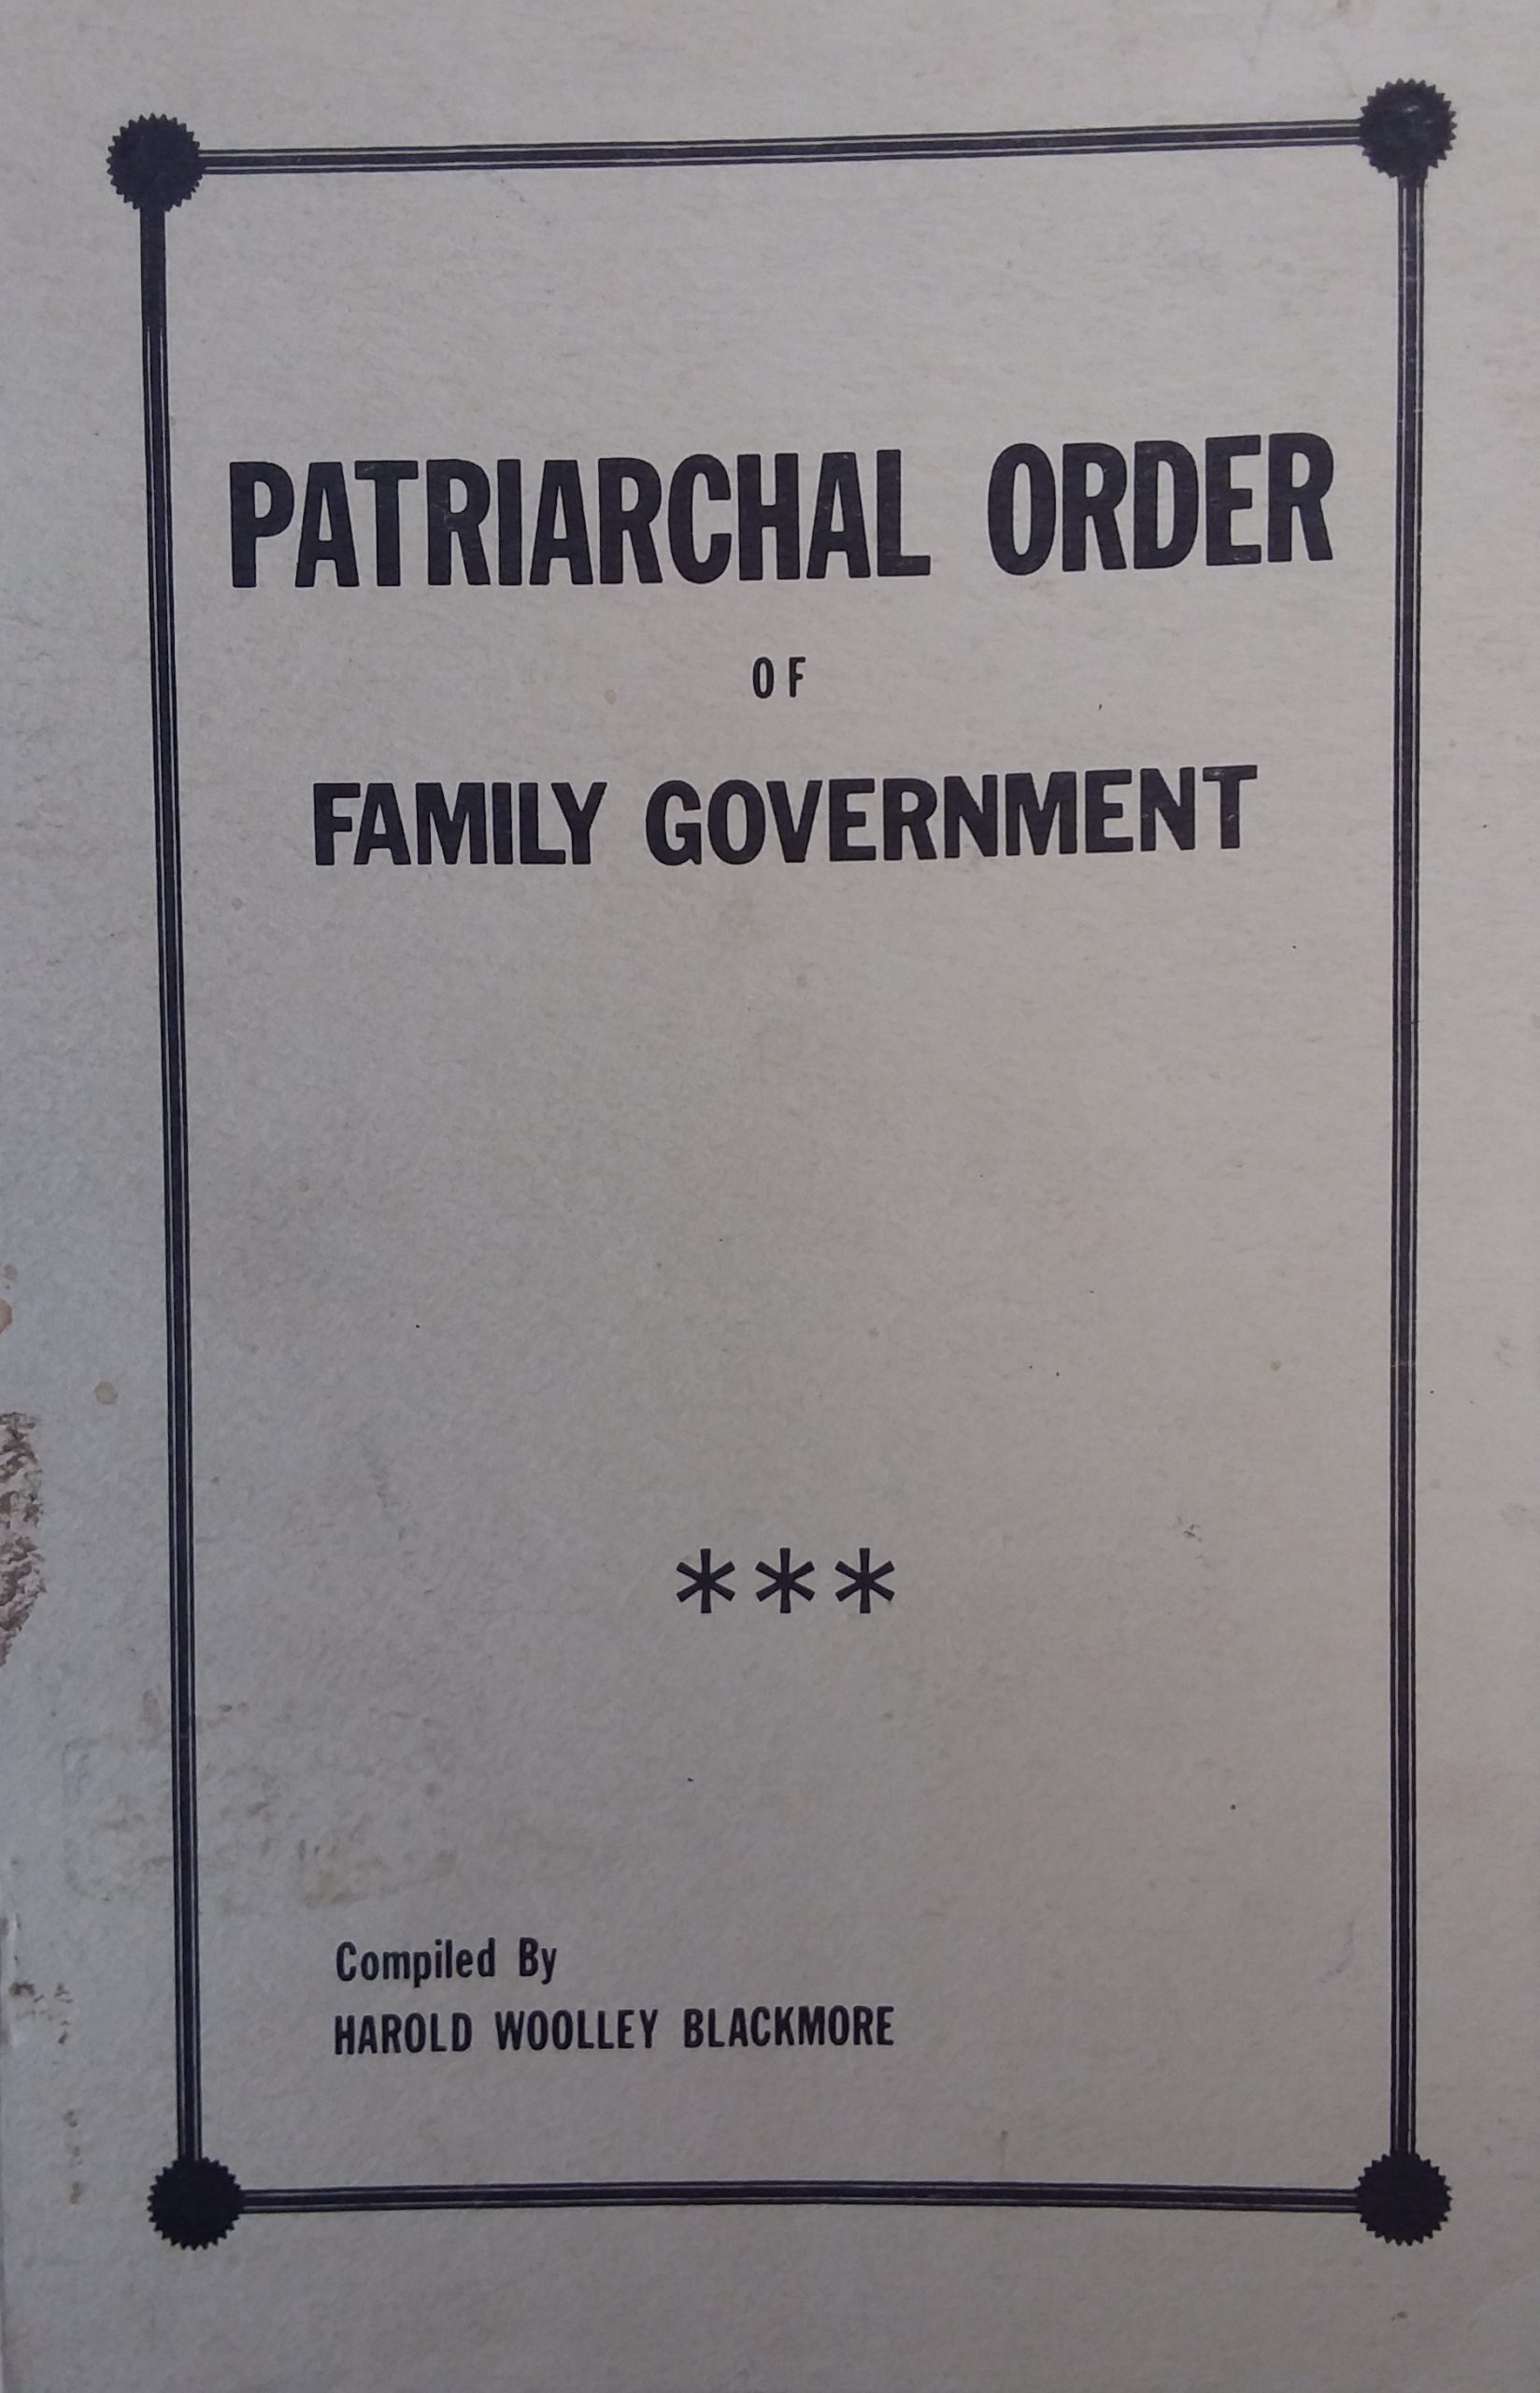 PATRIARCHAL ORDER
OF
FAMILY GOVERNMENT
***
Compiled By
HAROLD WOOLLEY BLACKMORE